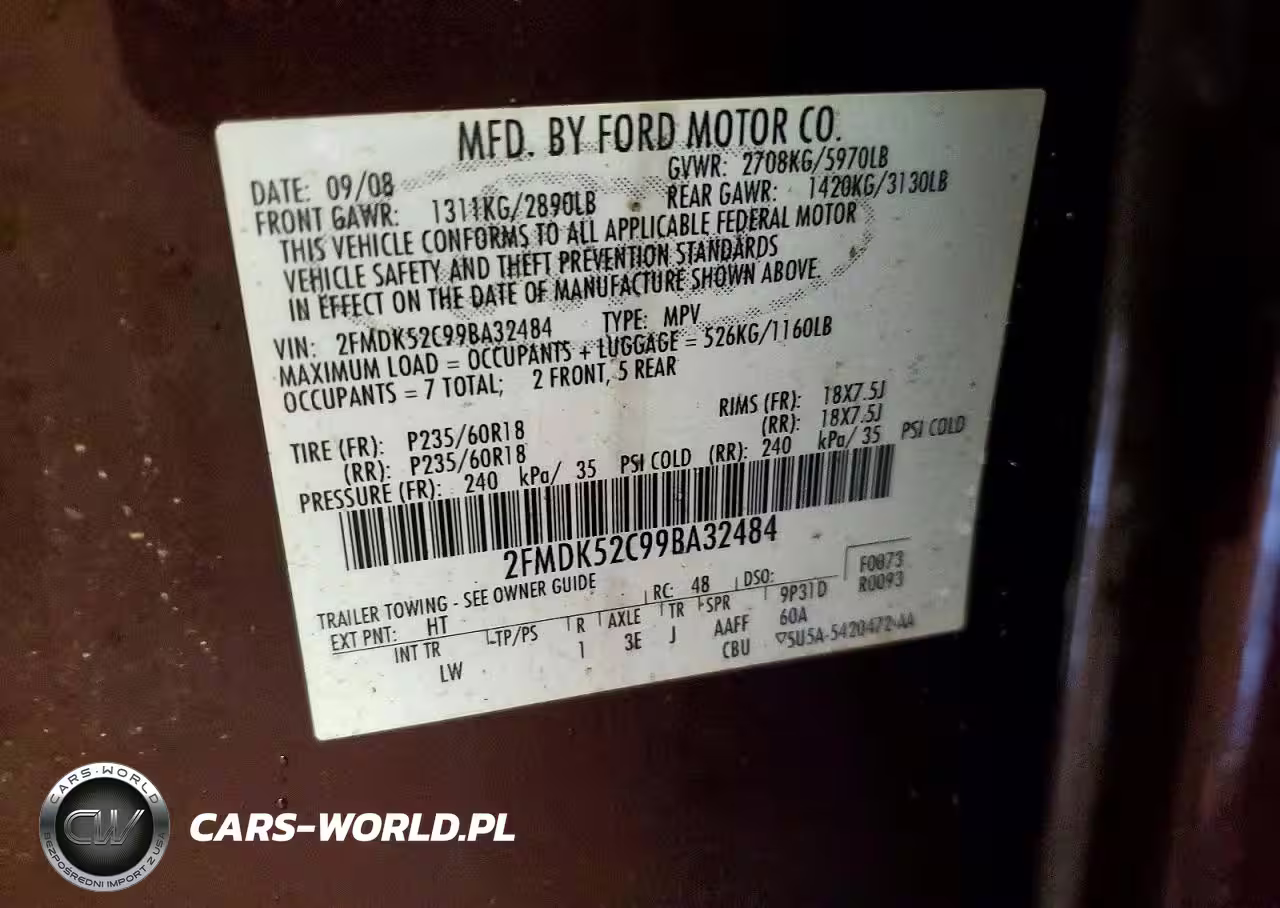 MFD. BY FORD MOTOR CO.
DATE: 09/08 GVWR: 2708KG/5970LB
FRONT GAWR: 1311KG/2890LB REAR GAWR: 1420KG/3130LB
THIS VEHICLE CONFORMS TO ALL APPLICABLE FEDERAL MOTOR
VEHICLE SAFETY AND THEFT PREVENTION STANDARDS
IN EFFECT ON THE DATE OF MANUFACTURE SHOWN ABOVE.
VIN: 2FMDK52C99BA32484 TYPE: MPV
MAXIMUM LOAD = OCCUPANTS + LUGGAGE = 526KG/1160LB
OCCUPANTS = 7 TOTAL; 2 FRONT, 5 REAR
TIRE (FR): P235/60R18 RIMS (FR): 18X7.5J
(RR): P235/60R18 (RR): 18X7.5J
PRESSURE (FR): 240 kPa/ 35 PSI COLD (RR): 240 kPa/ 35 PSI COLD
2FMDK52C99BA32484
TRAILER TOWING - SEE OWNER GUIDE
EXT PNT: HT RC: 48 DSO: F0073
INT TR TP/PS R AXLE TR SPR 9P31D R0093
LW 1 3E J AAFF 60A
CBU ▽5U5A-5420472-AA
CARS-WORLD
CW
BEZPOŚREDNI IMPORT Z USA
CARS-WORLD.PL